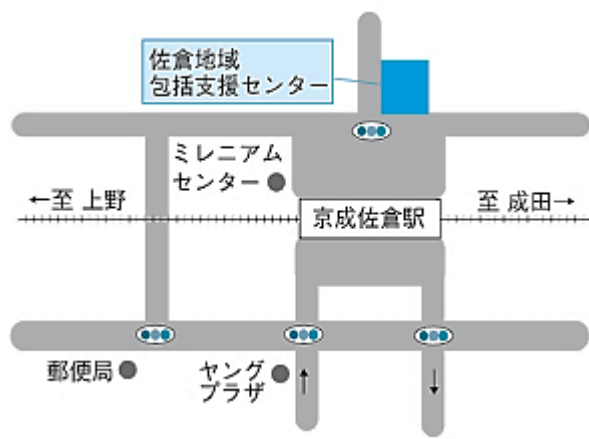 佐倉地域
包括支援センター
ミレニアム
センター
←至 上野
京成佐倉駅
至 成田→
郵便局
ヤング
プラザ